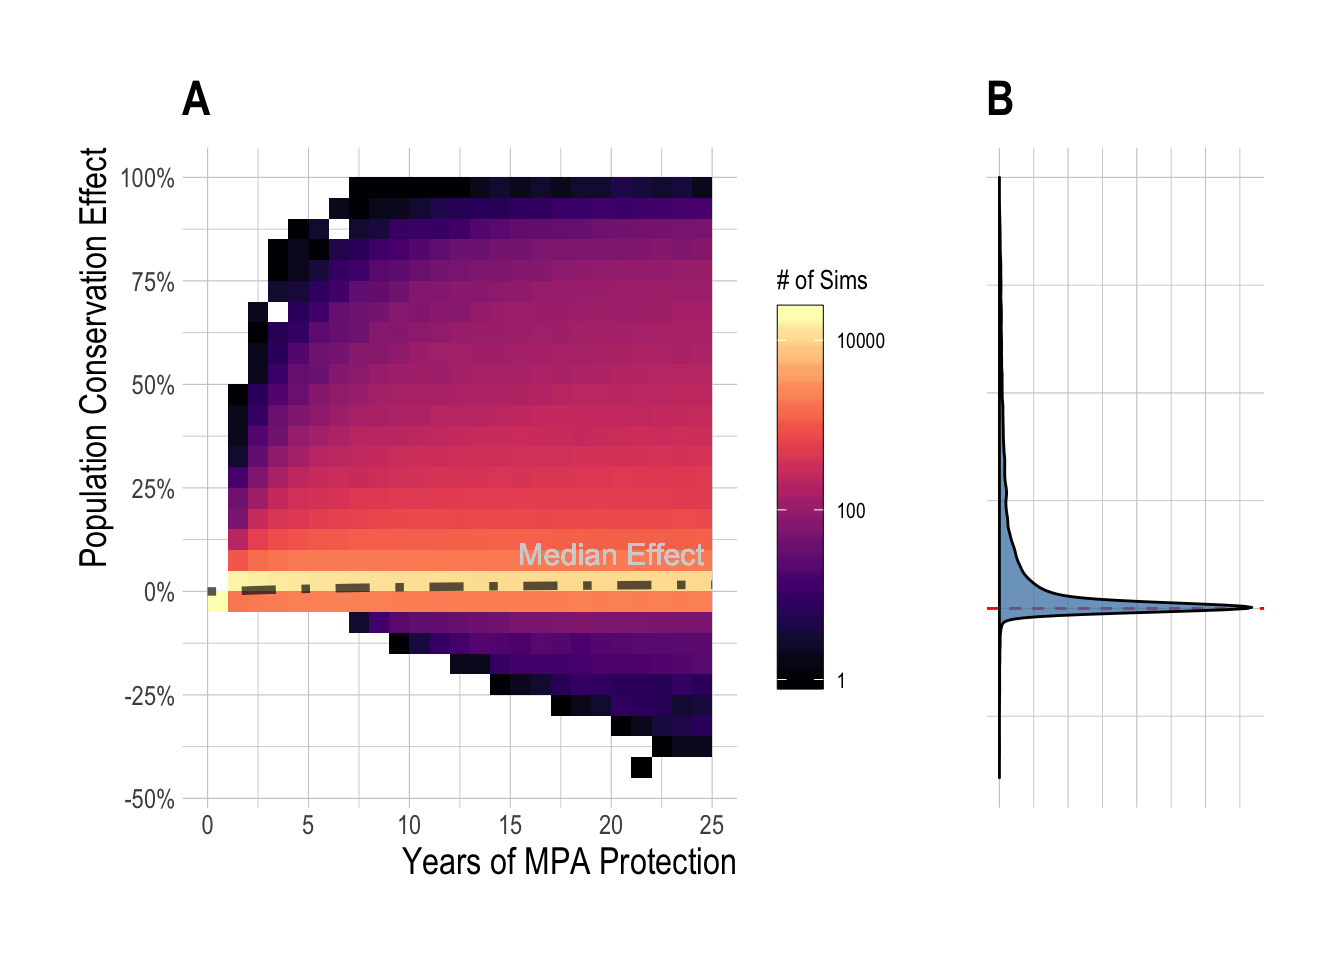 A
B
Population Conservation Effect
100%
75%
50%
25%
0%
-25%
-50%
Median Effect
0 5 10 15 20 25
Years of MPA Protection
# of Sims
10000
100
1